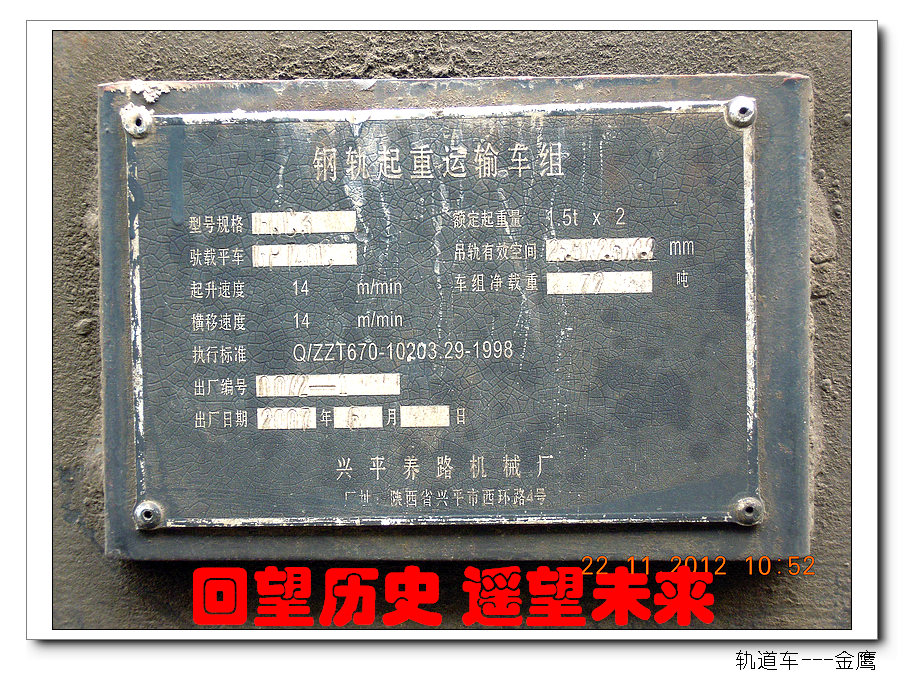 钢轨起重运输车组
型号规格
额定起重量 1.5t x 2
驮载平车
吊轨有效空间 mm
起升速度 14 m/min
车组净载重 72 吨
横移速度 14 m/min
执行标准 Q/ZZT670-10203.29-1998
出厂编号
出厂日期 2007 年 月 日
兴平养路机械厂
厂址: 陕西省兴平市西环路4号
22 11 2012 10:52
回望历史 遥望未来
轨道车---金鹰